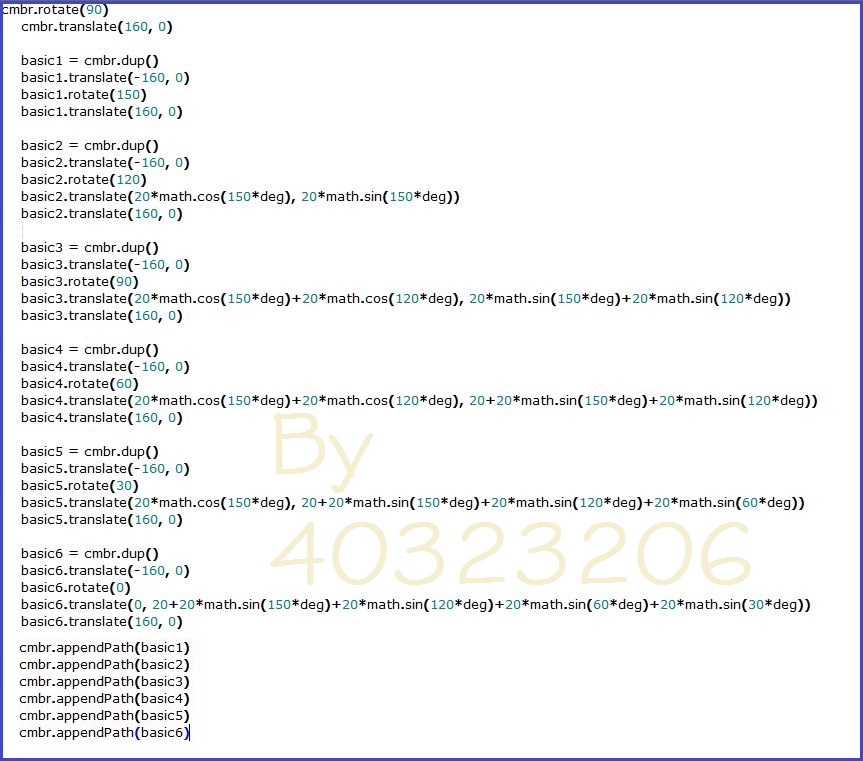 cmbr.rotate(90)
cmbr.translate(160, 0)
basic1 = cmbr.dup()
basic1.translate(-160, 0)
basic1.rotate(150)
basic1.translate(160, 0)
basic2 = cmbr.dup()
basic2.translate(-160, 0)
basic2.rotate(120)
basic2.translate(20*math.cos(150*deg), 20*math.sin(150*deg))
basic2.translate(160, 0)
basic3 = cmbr.dup()
basic3.translate(-160, 0)
basic3.rotate(90)
basic3.translate(20*math.cos(150*deg)+20*math.cos(120*deg), 20*math.sin(150*deg)+20*math.sin(120*deg))
basic3.translate(160, 0)
basic4 = cmbr.dup()
basic4.translate(-160, 0)
basic4.rotate(60)
basic4.translate(20*math.cos(150*deg)+20*math.cos(120*deg), 20+20*math.sin(150*deg)+20*math.sin(120*deg))
basic4.translate(160, 0)
basic5 = cmbr.dup()
basic5.translate(-160, 0)
basic5.rotate(30)
basic5.translate(20*math.cos(150*deg), 20+20*math.sin(150*deg)+20*math.sin(120*deg)+20*math.sin(60*deg))
basic5.translate(160, 0)
basic6 = cmbr.dup()
basic6.translate(-160, 0)
basic6.rotate(0)
basic6.translate(0, 20+20*math.sin(150*deg)+20*math.sin(120*deg)+20*math.sin(60*deg)+20*math.sin(30*deg))
basic6.translate(160, 0)
cmbr.appendPath(basic1)
cmbr.appendPath(basic2)
cmbr.appendPath(basic3)
cmbr.appendPath(basic4)
cmbr.appendPath(basic5)
cmbr.appendPath(basic6)
By
40323206